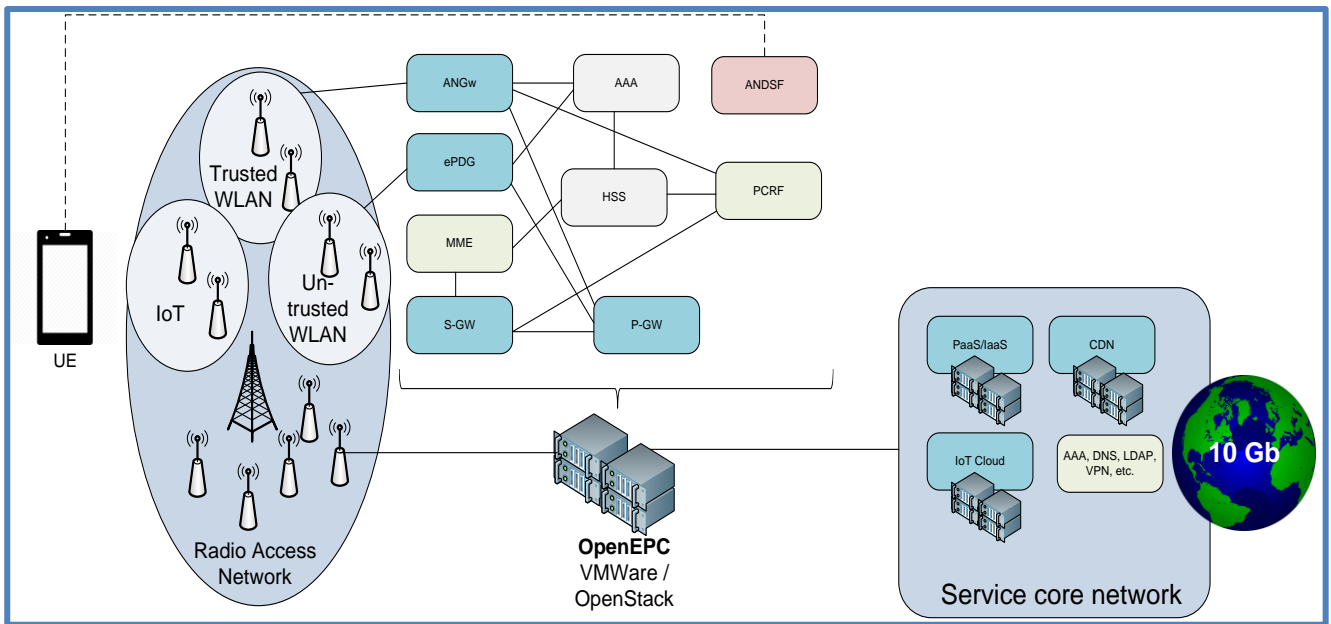 ANGw
AAA
ANDSF
Trusted
WLAN
ePDG
HSS
PCRF
MME
IoT
Un-
trusted
WLAN
S-GW
P-GW
UE
PaaS/IaaS
CDN
IoT Cloud
AAA, DNS, LDAP,
VPN, etc.
10 Gb
Radio Access
Network
OpenEPC
VMWare /
OpenStack
Service core network